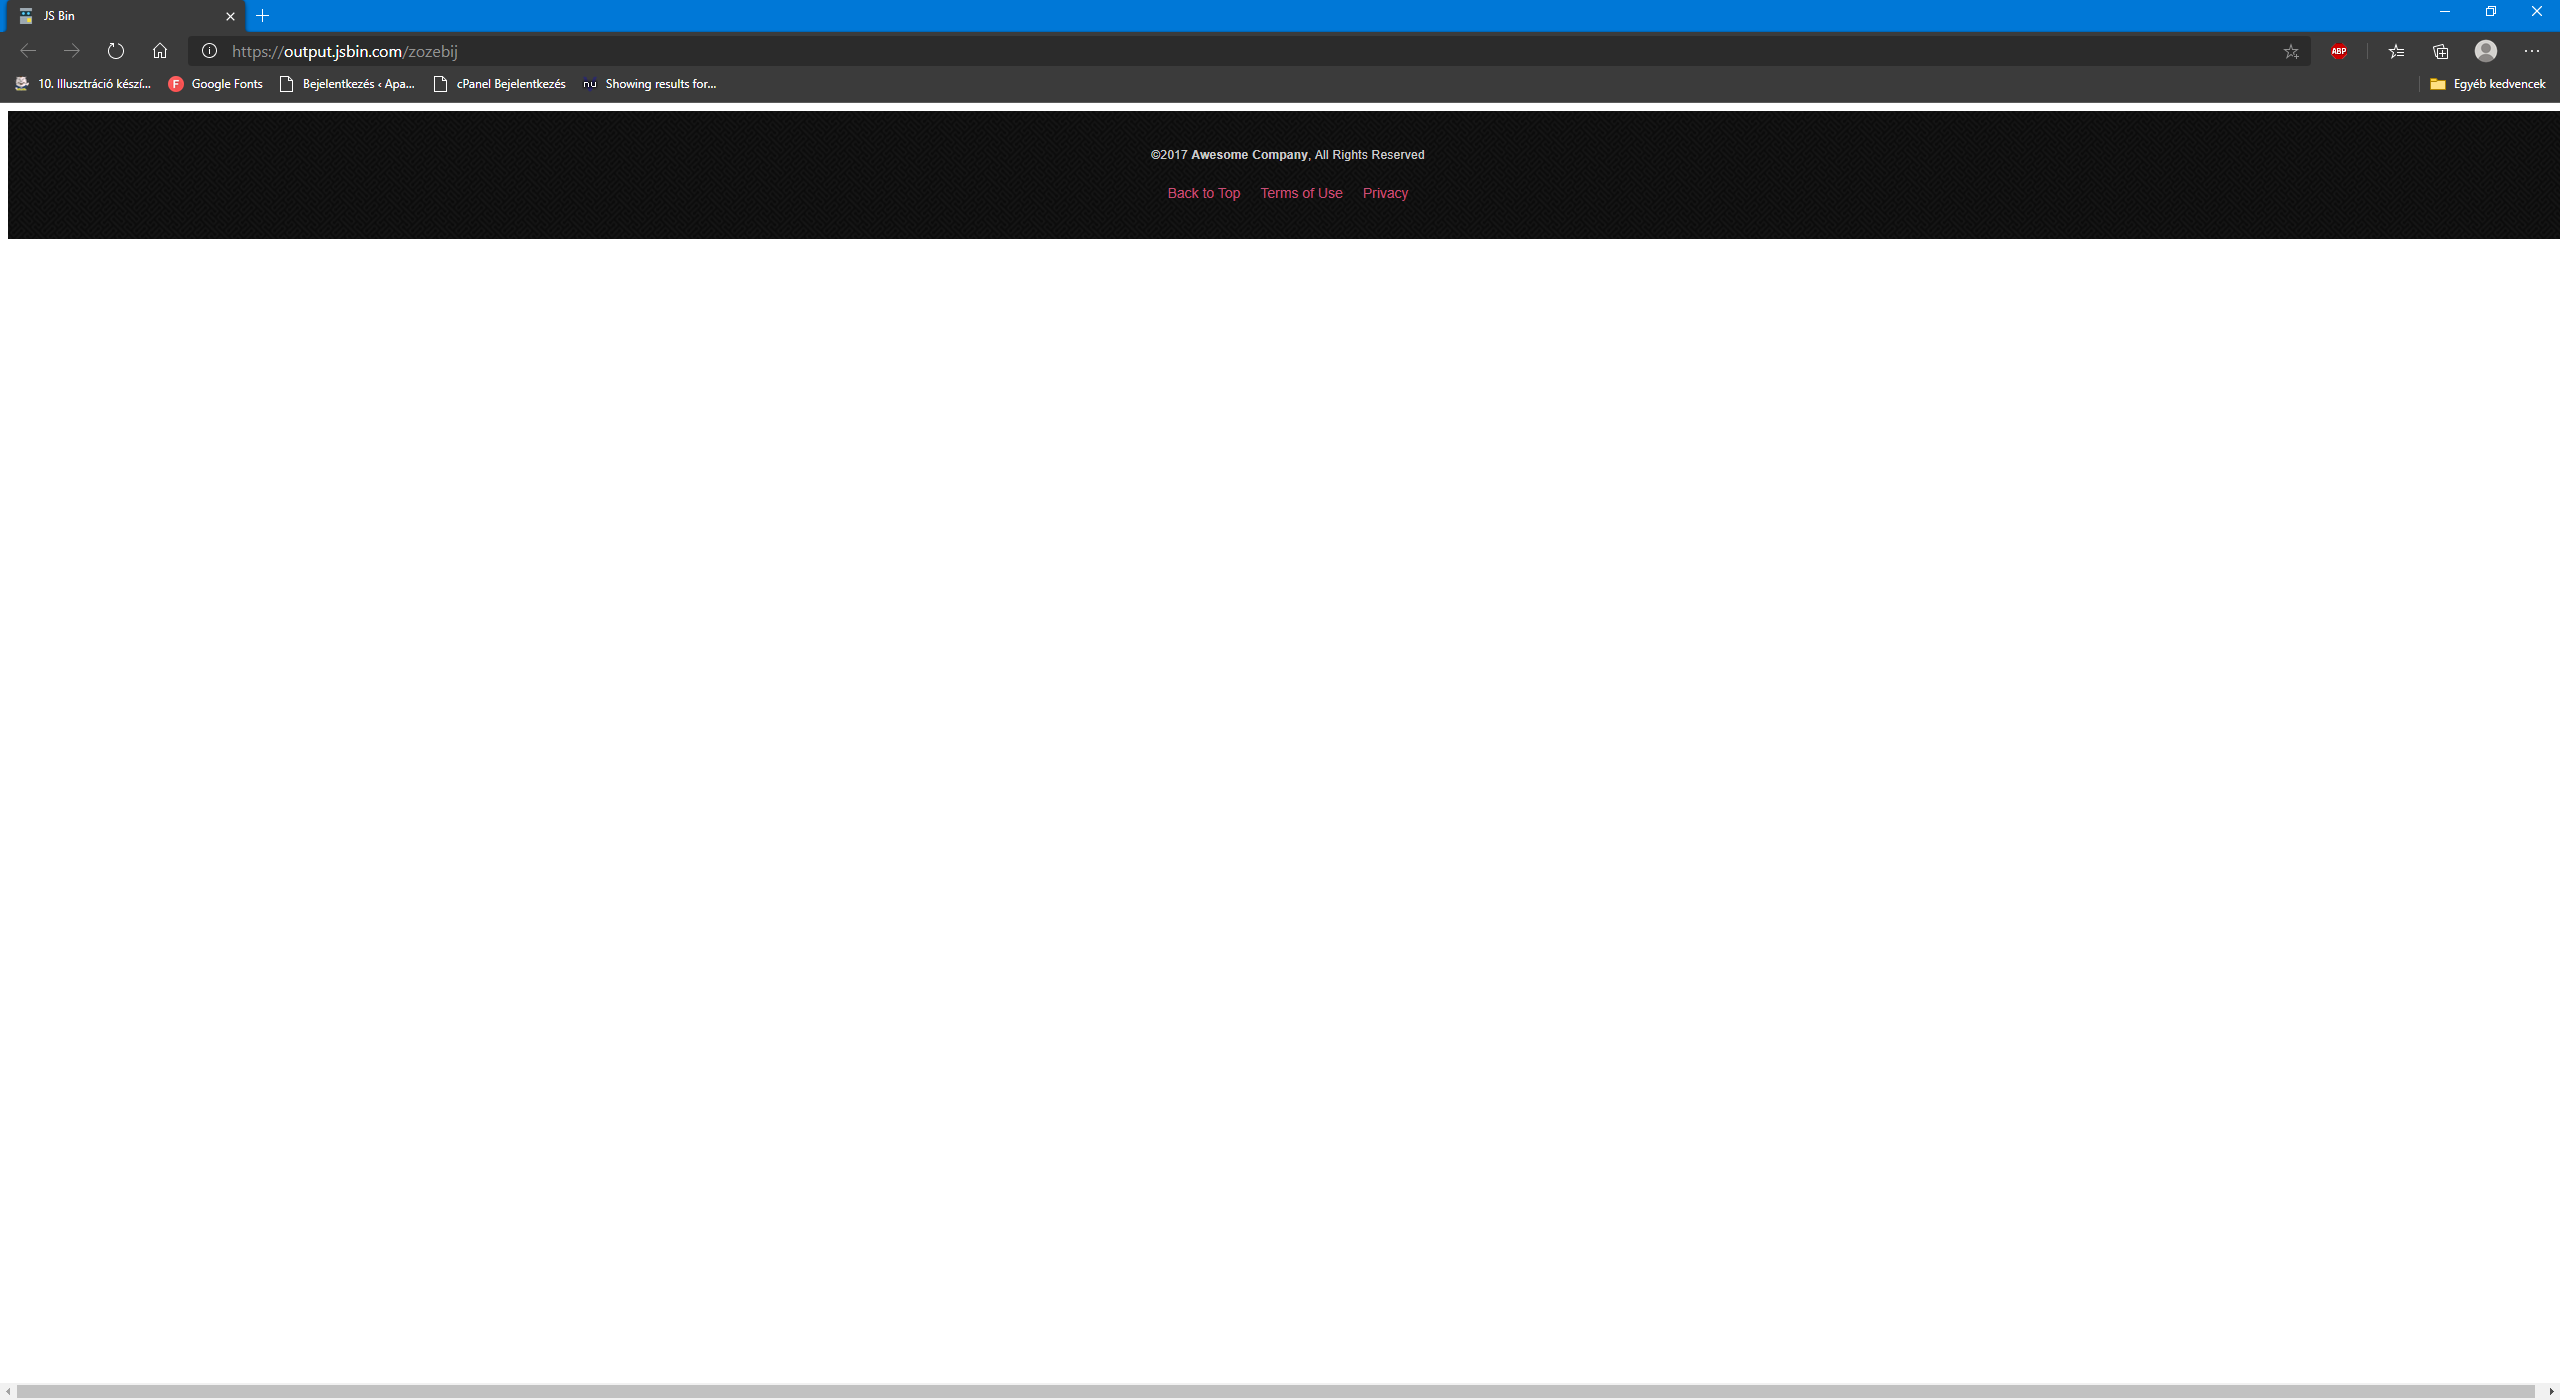 JS Bin
https://output.jsbin.com/zozebij
ABP
10. Illusztráció készí...
F Google Fonts
Bejelentkezés ‹ Apa...
cPanel Bejelentkezés
nu Showing results for...
Egyéb kedvencek
©2017 Awesome Company, All Rights Reserved
Back to Top Terms of Use Privacy